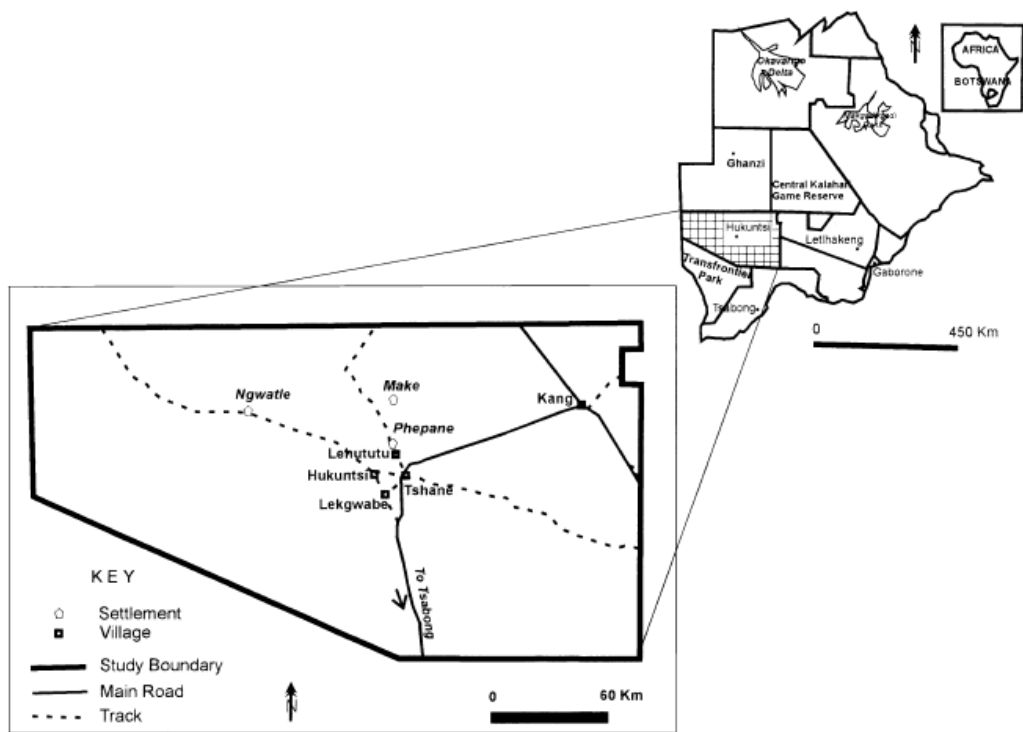 N
AFRICA
BOTSWANA
Okavango
Delta
Ghanzi
Central Kalahari
Game Reserve
Hukuntsi
Letlhakeng
Transfrontier
Park
Gaborone
Tsabong
0
450 Km
Ngwatle
Make
Kang
Phepane
Lehututu
Hukuntsi
Tshane
Lekgwabe
To Tsabong
K E Y
Settlement
Village
Study Boundary
Main Road
Track
N
0
60 Km